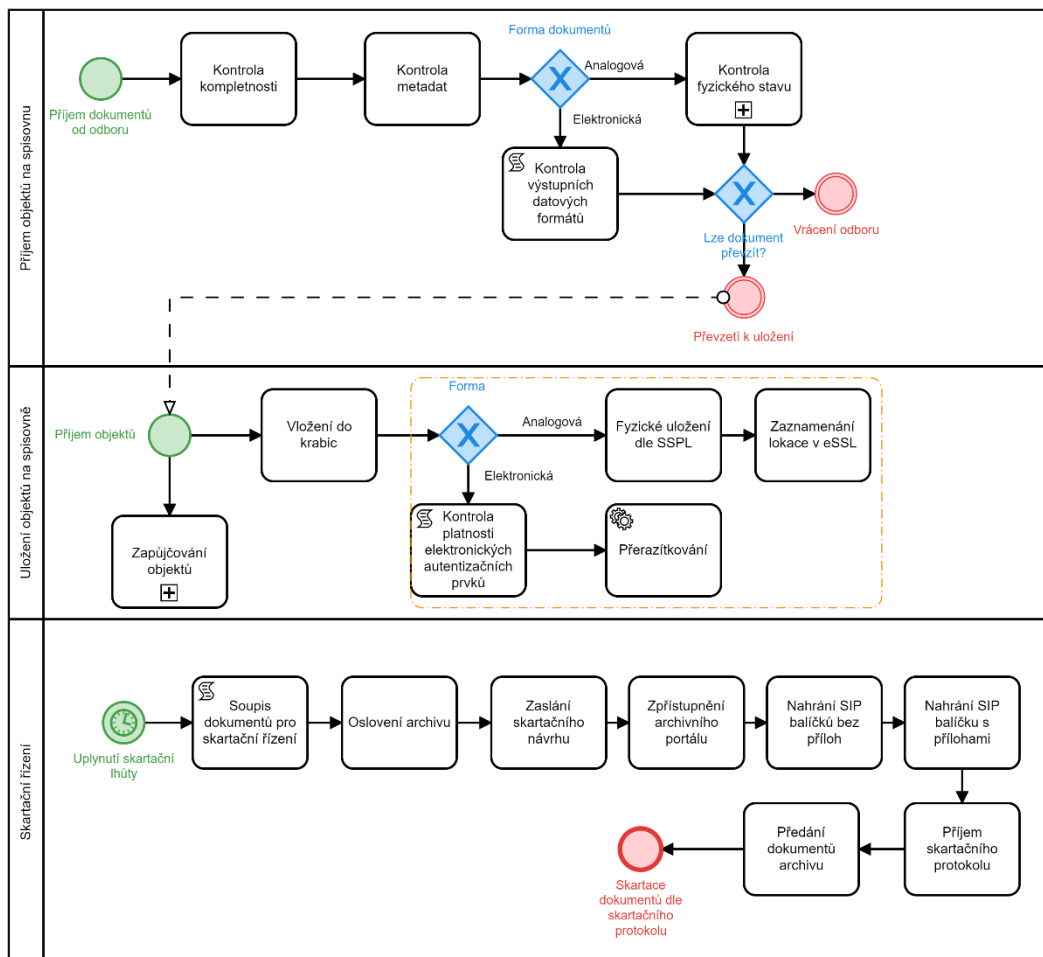 Příjem objektů na spisovnu
Příjem dokumentů
od odboru
Kontrola
kompletnosti
Kontrola
metadat
Forma dokumentů
Analogová
Elektronická
Kontrola
fyzického stavu
Kontrola
výstupních
datových
formátů
Lze dokument
převzít?
Vrácení odboru
Převzetí k uložení
Uložení objektů na spisovně
Příjem objektů
Vložení do
krabic
Forma
Analogová
Elektronická
Fyzické uložení
dle SSPL
Zaznamenání
lokace v eSSL
Zapůjčování
objektů
Kontrola
platnosti
elektronických
autentizačních
prvků
Přerazítkování
Skartační řízení
Uplynutí skartační
lhůty
Soupis
dokumentů pro
skartační řízení
Oslovení archivu
Zaslání
skartačního
návrhu
Zpřístupnění
archivního
portálu
Nahrání SIP
balíčků bez
příloh
Nahrání SIP
balíčku s
přílohami
Příjem
skartačního
protokolu
Předání
dokumentů
archivu
Skartace
dokumentů dle
skartačního
protokolu